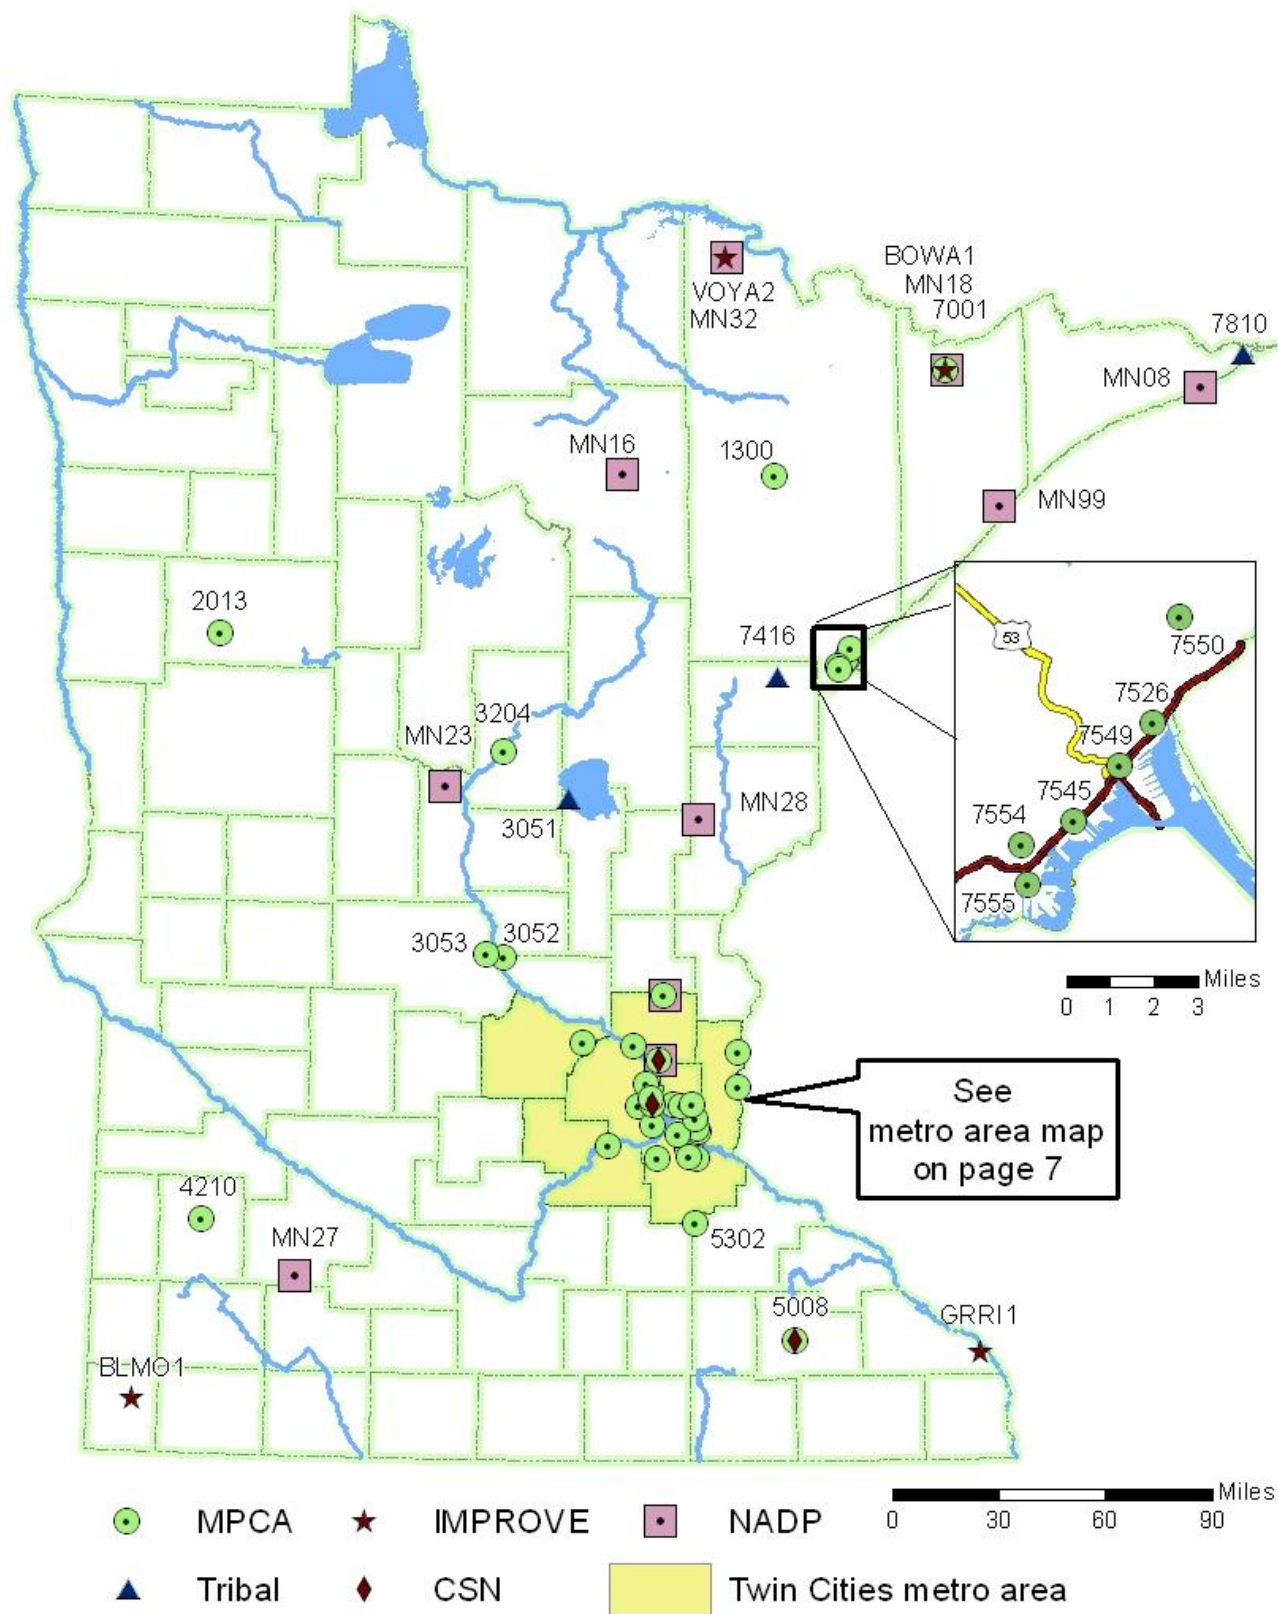 BOWA1
MN18
7001
VOYA2
MN32
7810
MN08
MN16
1300
MN99
2013
7416
53
7550
7526
7549
7545
7554
7555
3204
MN23
3051
MN28
3053
3052
Miles
0 1 2 3
See
metro area map
on page 7
4210
MN27
5302
5008
GRRI1
BLMO1
MPCA
IMPROVE
NADP
Miles
0 30 60 90
Tribal
CSN
Twin Cities metro area